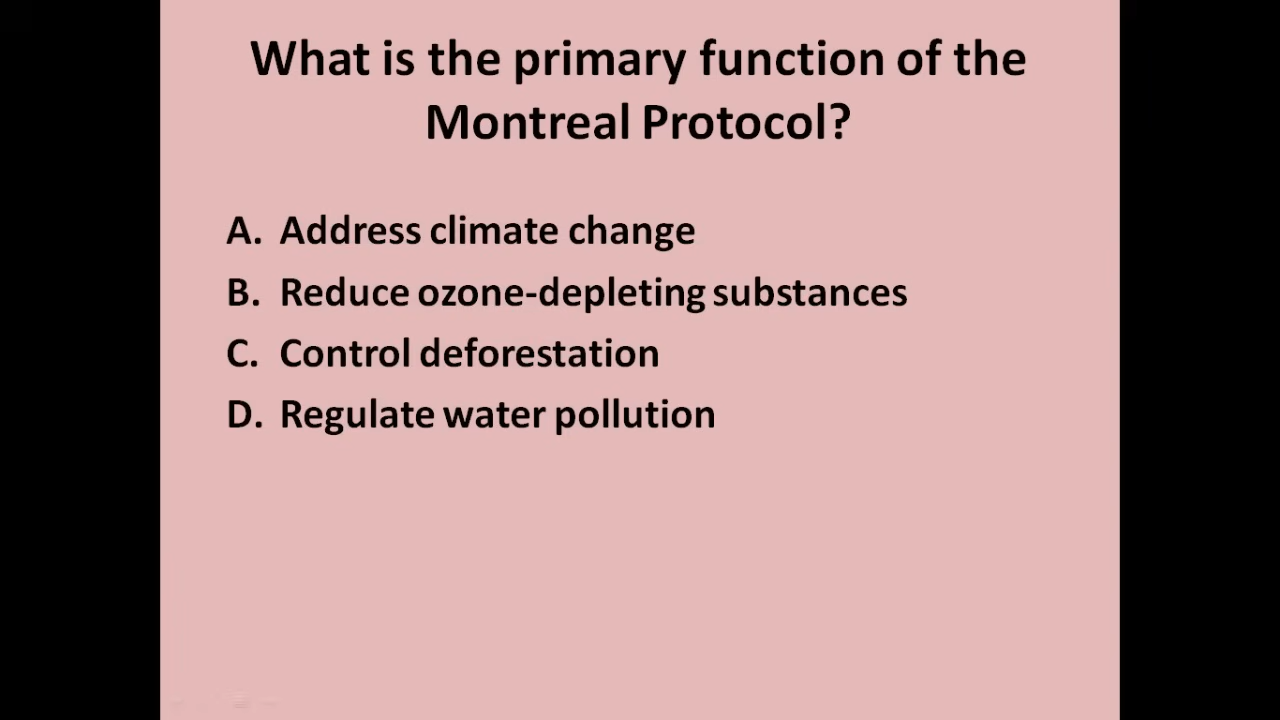 What is the primary function of the
Montreal Protocol?
A. Address climate change
B. Reduce ozone-depleting substances
C. Control deforestation
D. Regulate water pollution